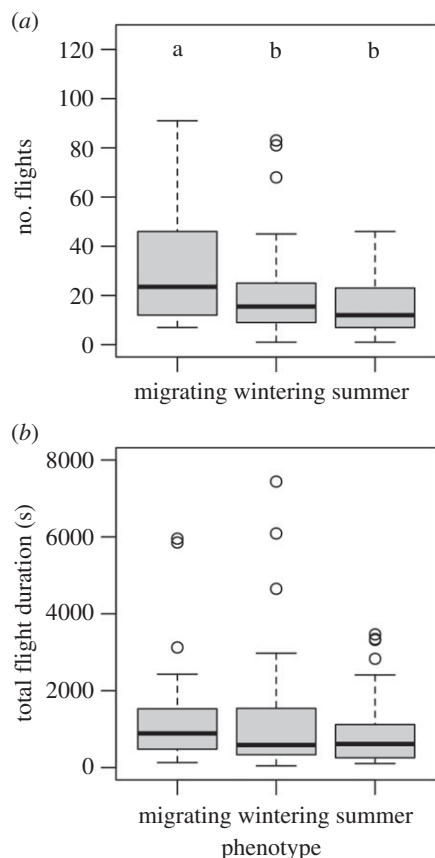 (a)
120
a b b
100
80
60
40
20
0
no. flights
migrating wintering summer
(b)
8000
6000
4000
2000
0
total flight duration (s)
migrating wintering summer
phenotype